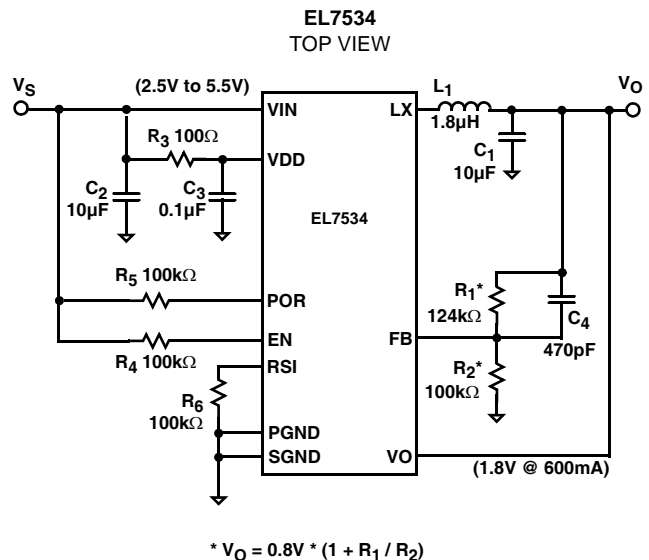 EL7534
TOP VIEW
VS (2.5V to 5.5V) VIN LX L1 VO
1.8µH
R3 100Ω VDD
C1
10µF
C2
10µF
C3
0.1µF
EL7534
R5 100kΩ POR
R1*
124kΩ
C4
470pF
EN FB
R4 100kΩ
RSI
R2*
100kΩ
R6
100kΩ
PGND
SGND VO
(1.8V @ 600mA)
* VO = 0.8V * (1 + R1 / R2)